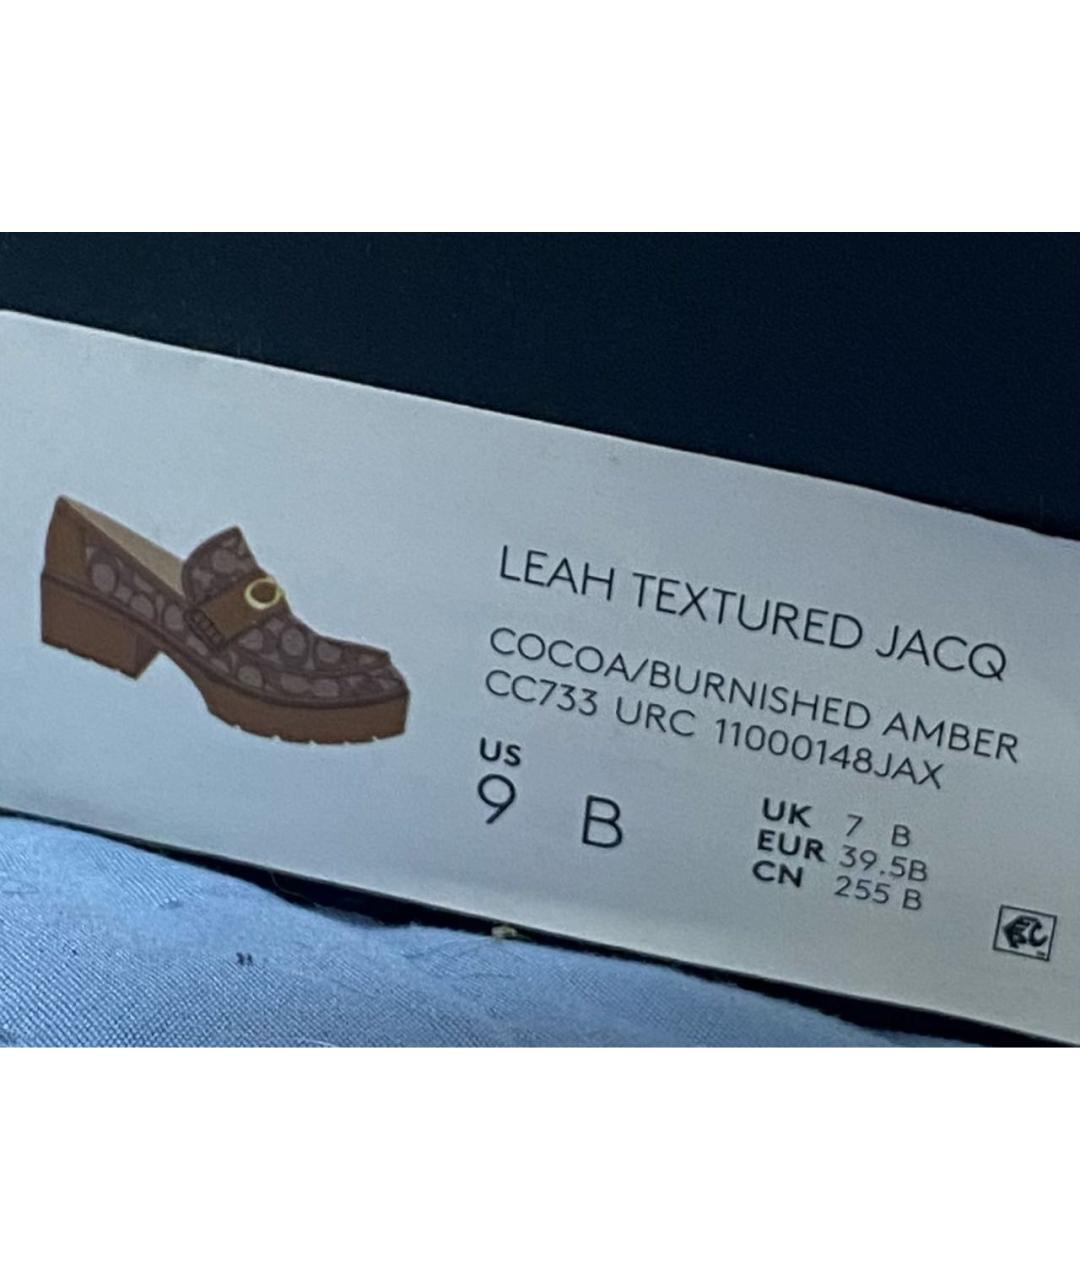 LEAH TEXTURED JACQ
COCOA/BURNISHED AMBER
CC733 URC 11000148JAX
US
9 B
UK 7 B
EUR 39.5B
CN 255 B